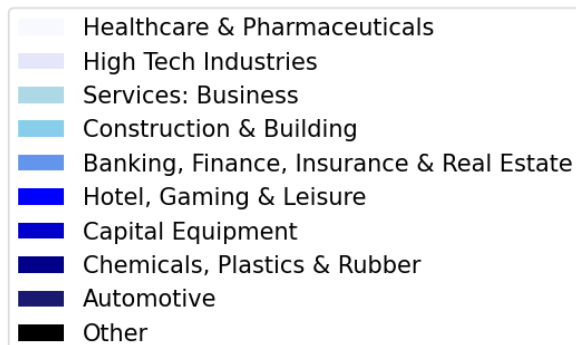 Healthcare & Pharmaceuticals
High Tech Industries
Services: Business
Construction & Building
Banking, Finance, Insurance & Real Estate
Hotel, Gaming & Leisure
Capital Equipment
Chemicals, Plastics & Rubber
Automotive
Other